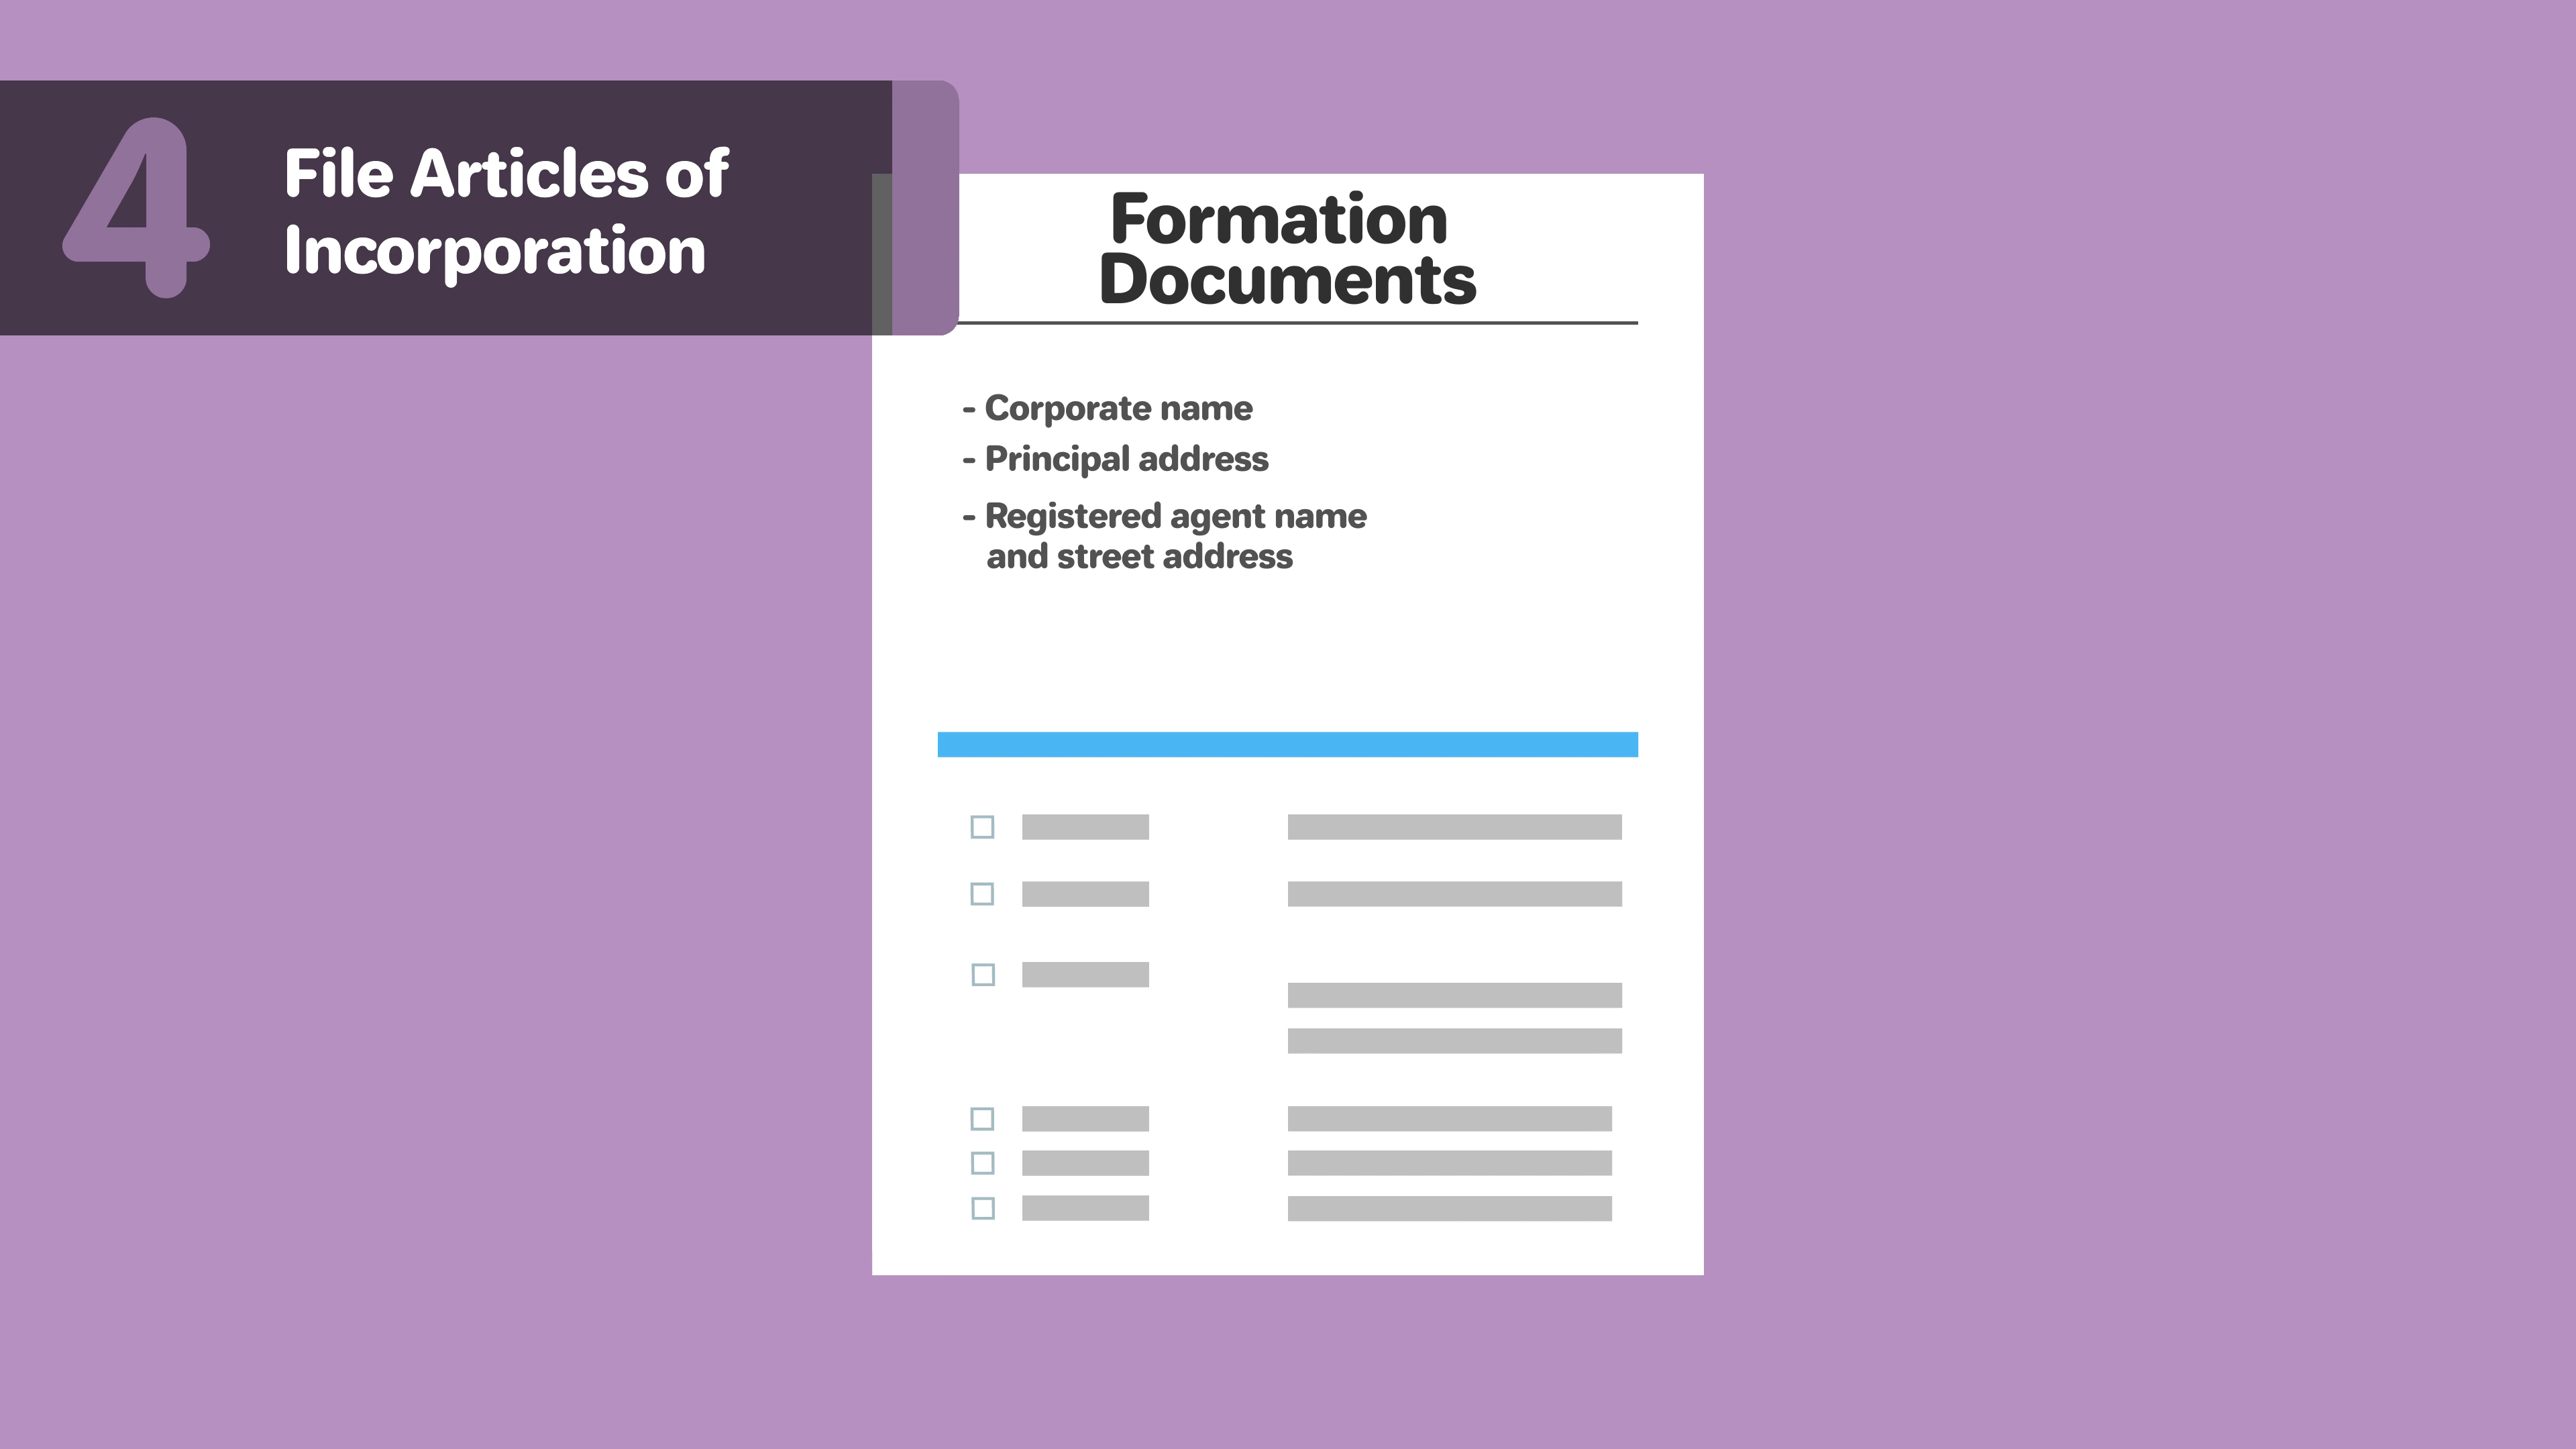 4
File Articles of
Incorporation
Formation
Documents
- Corporate name
- Principal address
- Registered agent name
and street address